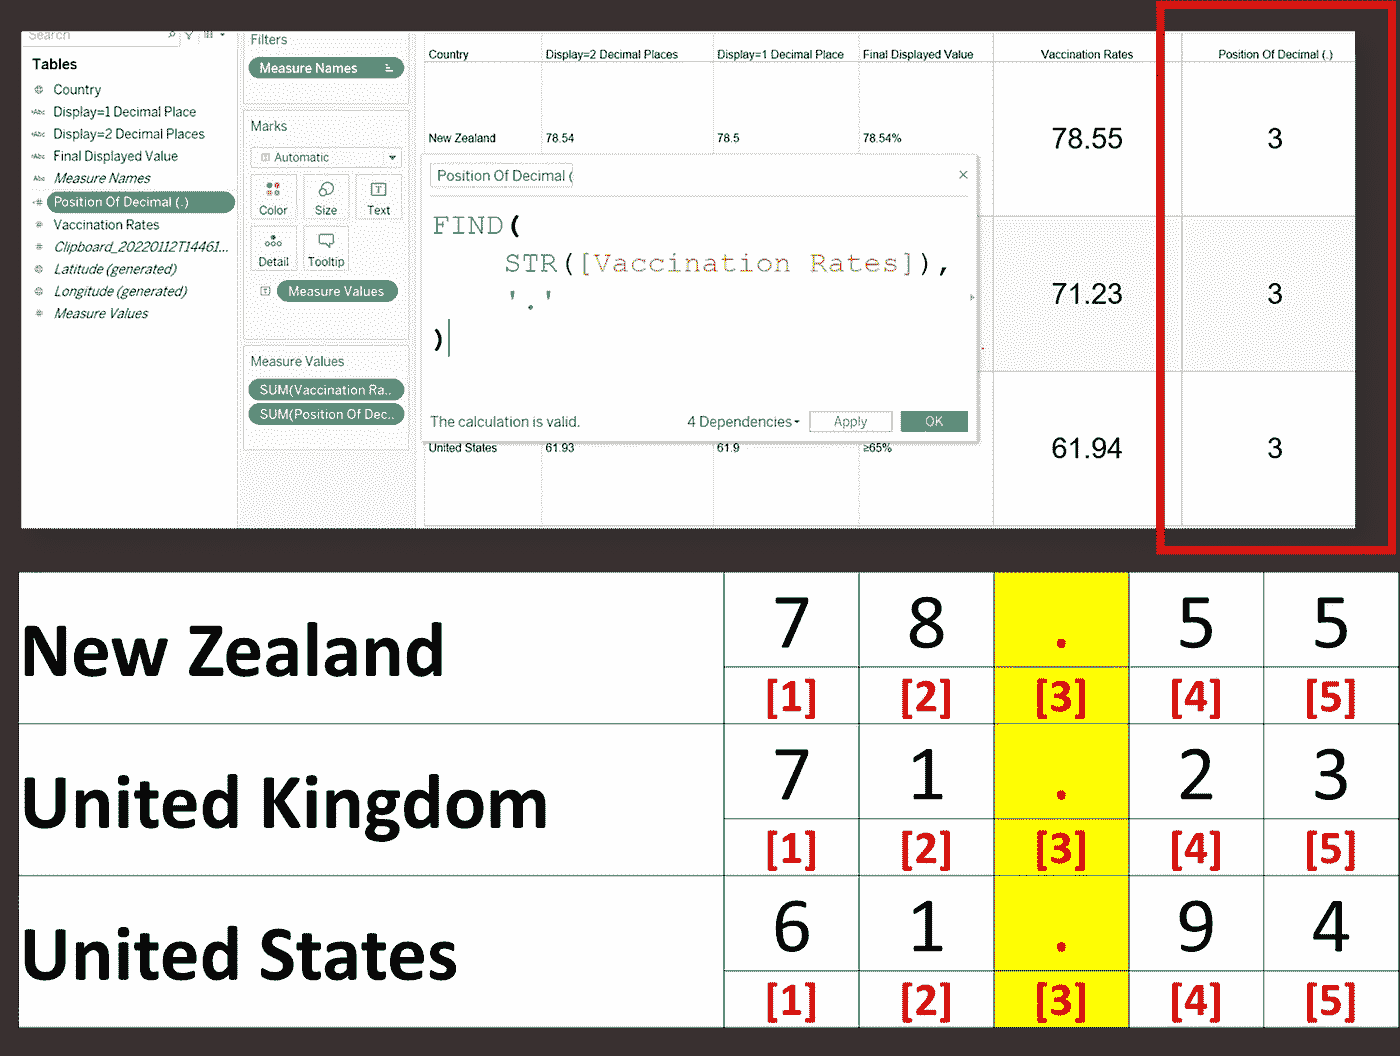 Search
Tables
Country
Abc Display=1 Decimal Place
Abc Display=2 Decimal Places
Abc Final Displayed Value
Abc Measure Names
# Position Of Decimal (.)
# Vaccination Rates
# Clipboard_20220112T14461...
Latitude (generated)
Longitude (generated)
# Measure Values
Filters
Measure Names
Marks
Automatic
Color Size Text
Detail Tooltip
Measure Values
Measure Values
SUM(Vaccination Ra..
SUM(Position Of Dec..
Country Display=2 Decimal Places Display=1 Decimal Place Final Displayed Value Vaccination Rates Position Of Decimal (.)
New Zealand 78.54 78.5 78.54% 78.55 3
71.23 3
United States 61.93 61.9 ≥65% 61.94 3
Position Of Decimal (
FIND(
STR([Vaccination Rates]),
'.'
)
The calculation is valid. 4 Dependencies Apply OK
New Zealand 7 8 . 5 5
[1] [2] [3] [4] [5]
United Kingdom 7 1 . 2 3
[1] [2] [3] [4] [5]
United States 6 1 . 9 4
[1] [2] [3] [4] [5]